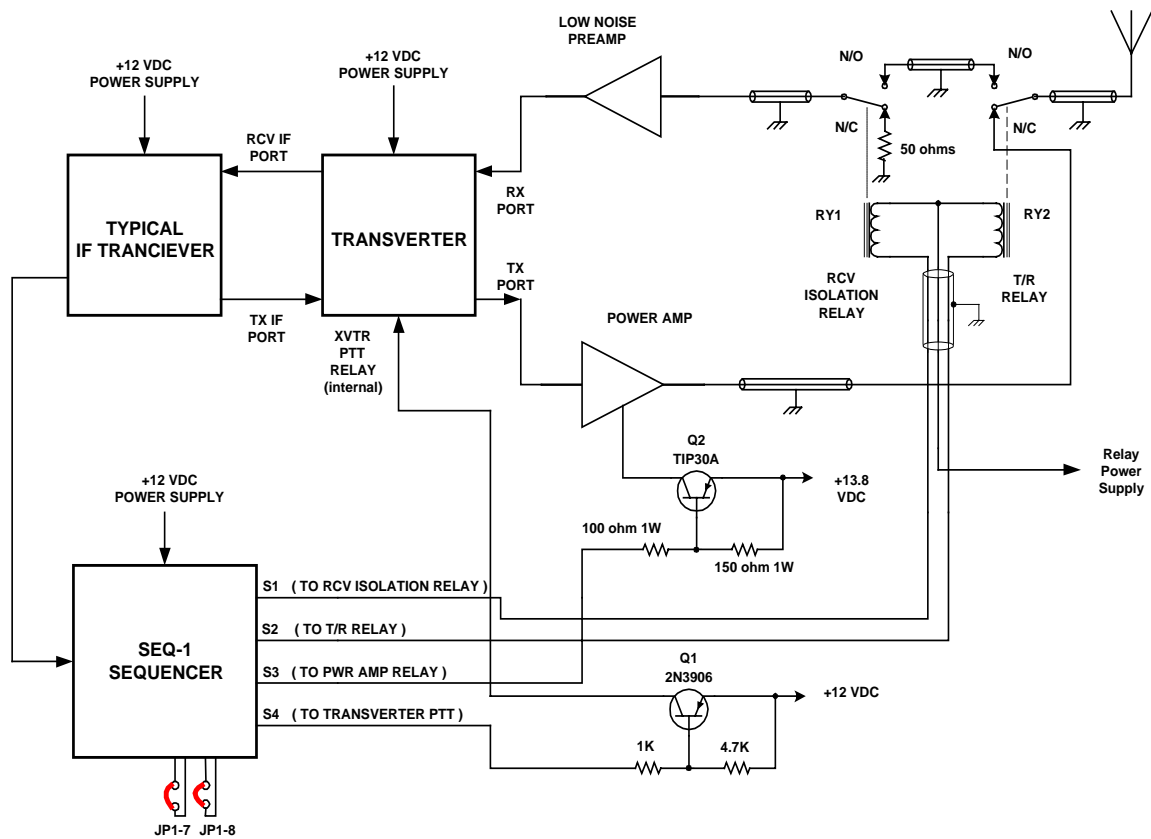 LOW NOISE
PREAMP
+12 VDC
POWER SUPPLY
+12 VDC
POWER SUPPLY
N/O
N/O
N/C
N/C
50 ohms
RCV IF
PORT
RX
PORT
TYPICAL
IF TRANCIEVER
TRANSVERTER
RY1
RY2
RCV
ISOLATION
RELAY
T/R
RELAY
TX
PORT
TX IF
PORT
XVTR
PTT
RELAY
(internal)
POWER AMP
Q2
TIP30A
+13.8
VDC
Relay
Power
Supply
+12 VDC
POWER SUPPLY
100 ohm 1W
150 ohm 1W
SEQ-1
SEQUENCER
S1 ( TO RCV ISOLATION RELAY )
S2 ( TO T/R RELAY )
S3 ( TO PWR AMP RELAY )
S4 ( TO TRANSVERTER PTT )
Q1
2N3906
+12 VDC
1K
4.7K
JP1-7
JP1-8